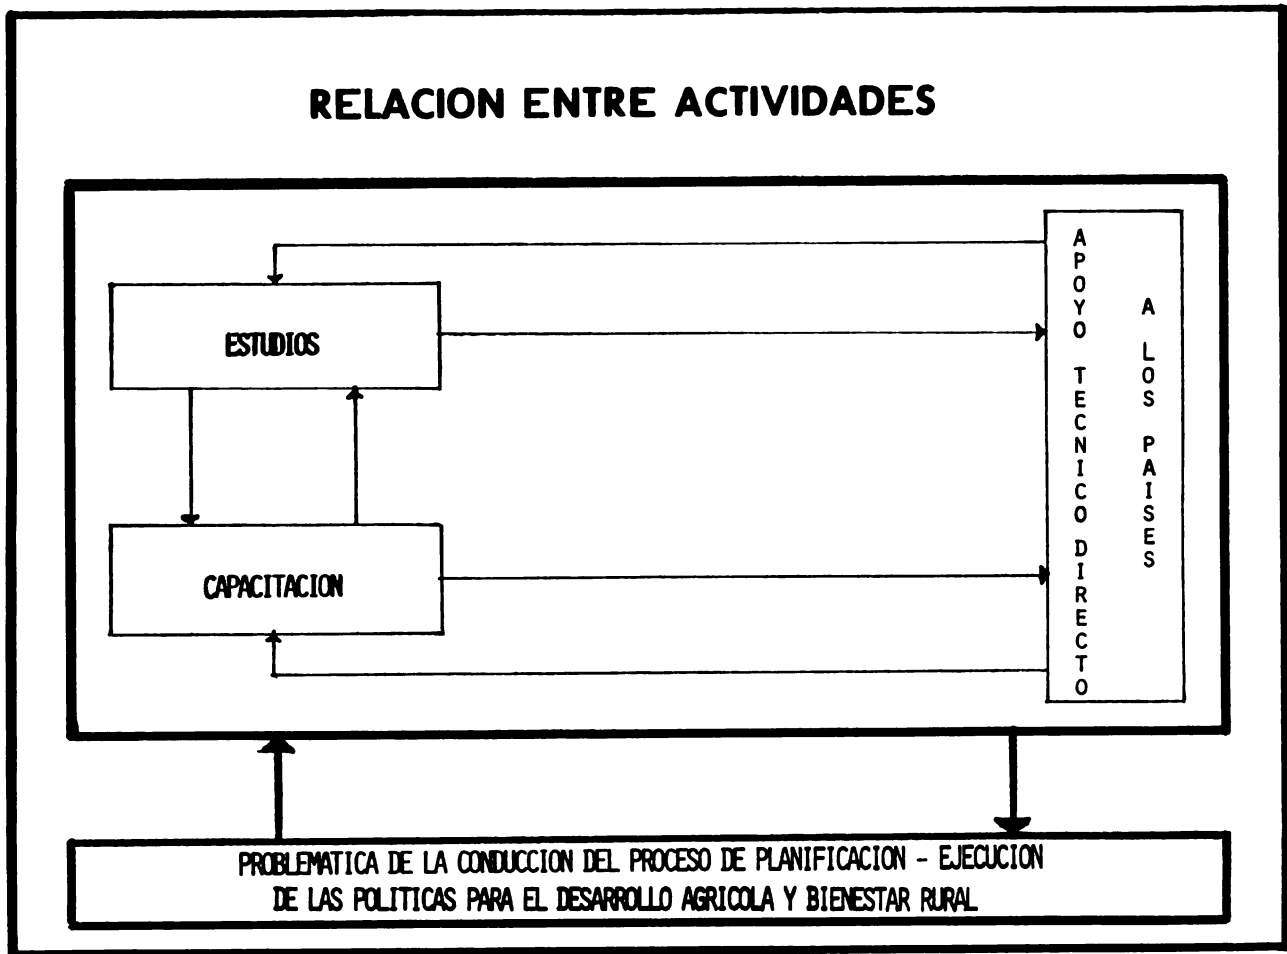 RELACION ENTRE ACTIVIDADES
ESTUDIOS
CAPACITACION
APOYO TECNICO DIRECTO
A LOS PAISES
PROBLEMATICA DE LA CONDUCCION DEL PROCESO DE PLANIFICACION - EJECUCION
DE LAS POLITICAS PARA EL DESARROLLO AGRICOLA Y BIENESTAR RURAL